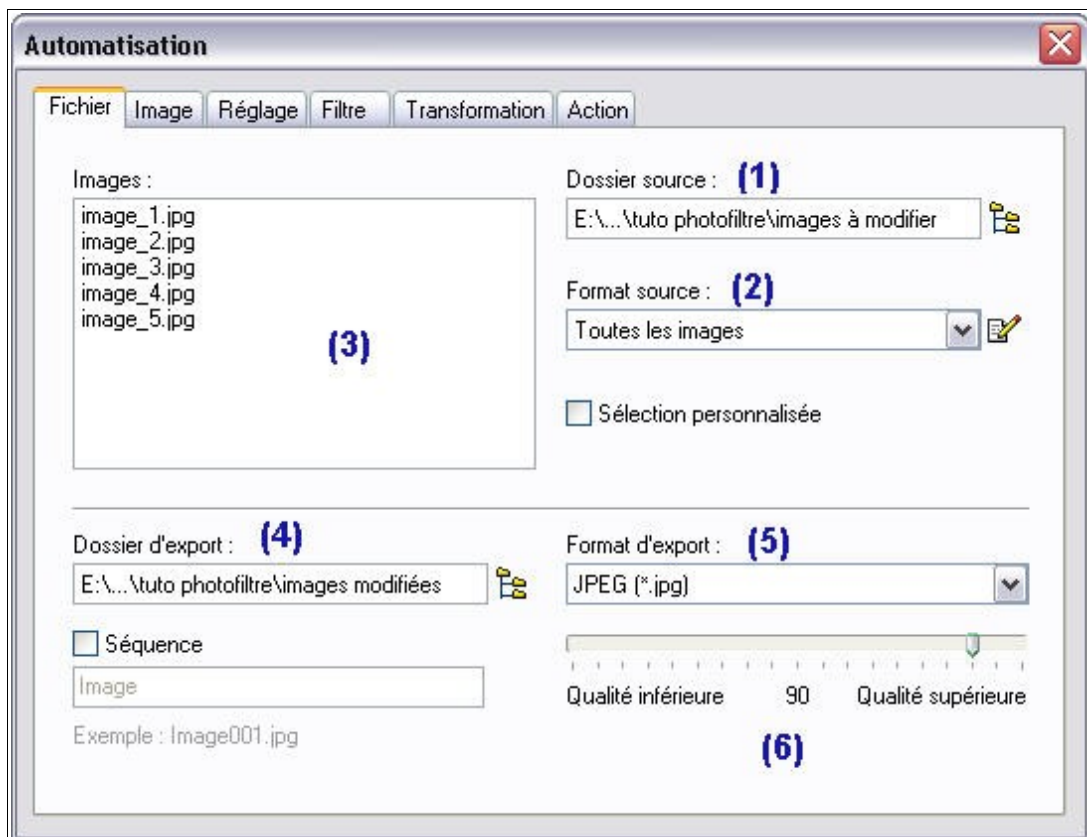 Automatisation
Fichier Image Réglage Filtre Transformation Action
Images :
image_1.jpg
image_2.jpg
image_3.jpg
image_4.jpg
image_5.jpg
(3)
Dossier source : (1)
E:\...\tuto photofiltre\images à modifier
Format source : (2)
Toutes les images
Sélection personnalisée
Dossier d'export : (4)
E:\...\tuto photofiltre\images modifiées
Séquence
Image
Exemple : Image001.jpg
Format d'export : (5)
JPEG (*.jpg)
Qualité inférieure 90 Qualité supérieure
(6)